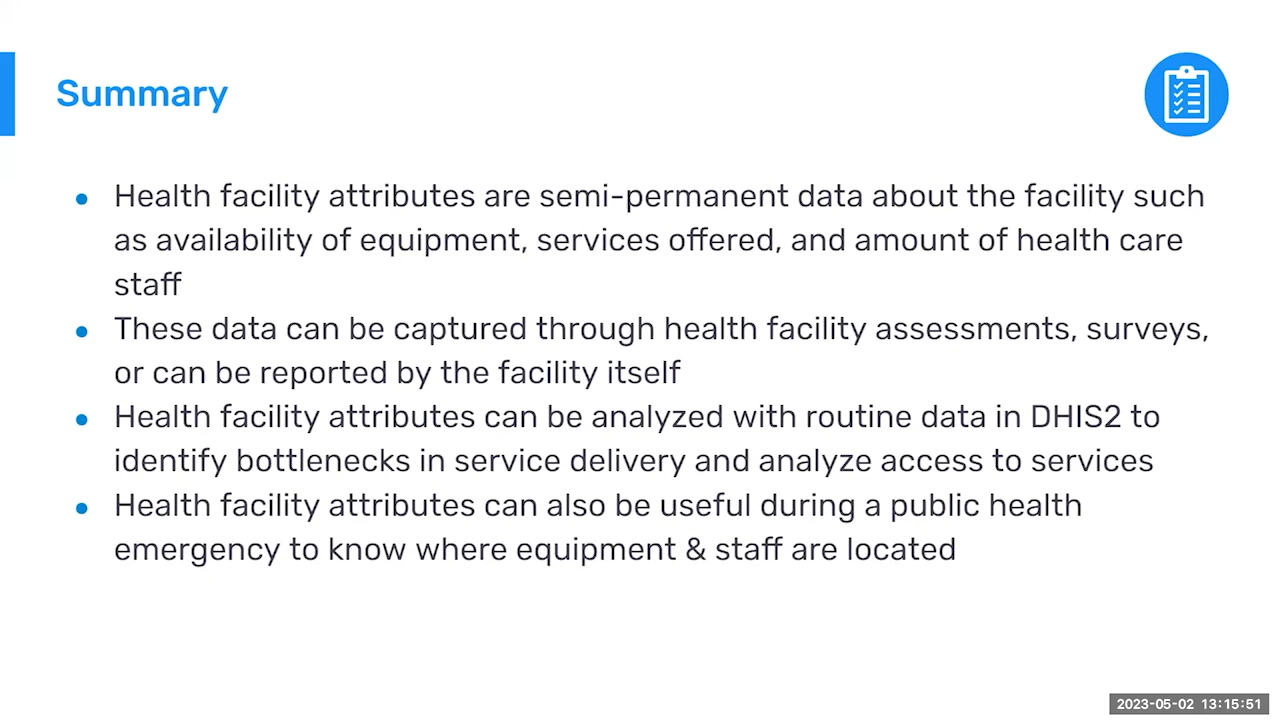 Summary
• Health facility attributes are semi-permanent data about the facility such
as availability of equipment, services offered, and amount of health care
staff
• These data can be captured through health facility assessments, surveys,
or can be reported by the facility itself
• Health facility attributes can be analyzed with routine data in DHIS2 to
identify bottlenecks in service delivery and analyze access to services
• Health facility attributes can also be useful during a public health
emergency to know where equipment & staff are located
2023-05-02 13:15:51